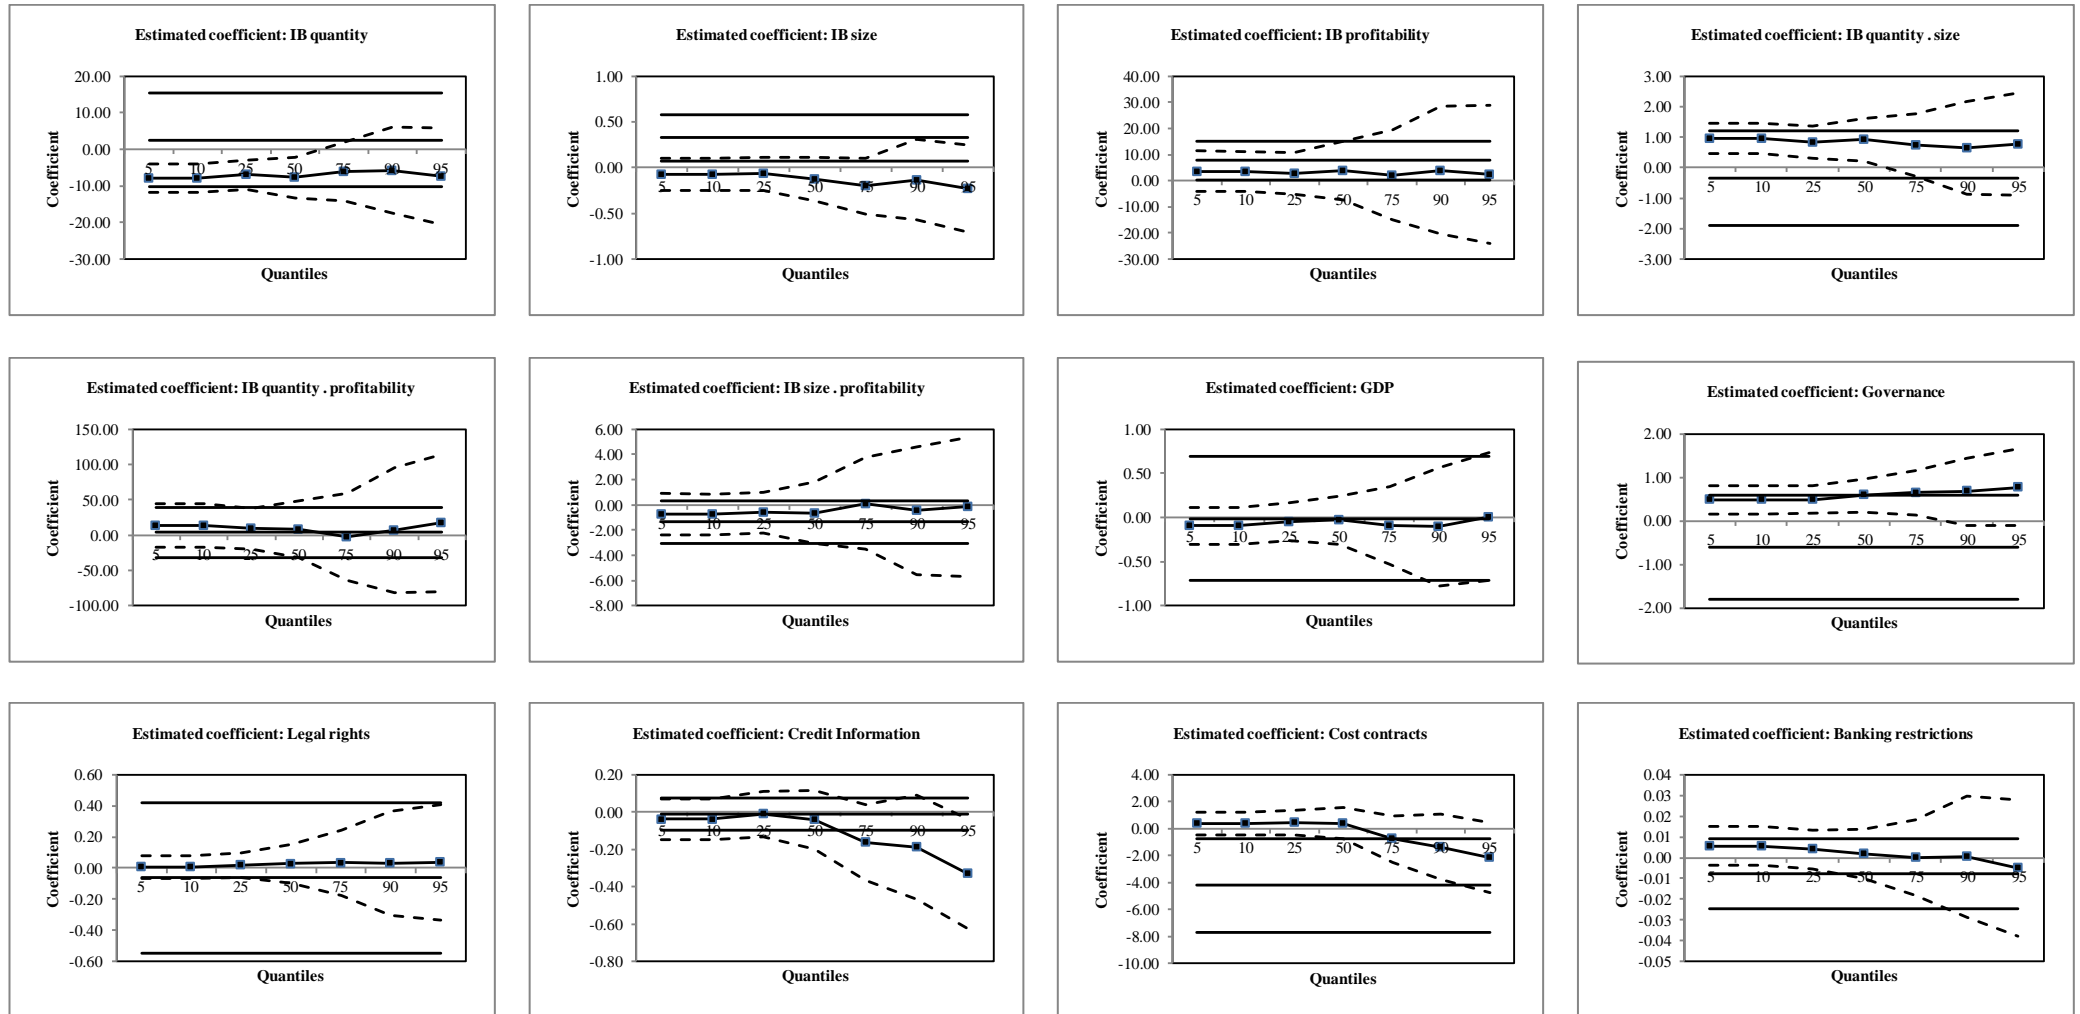 Estimated coefficient: IB quantity
20.00
10.00
0.00
-10.00
-20.00
-30.00
5 10 25 50 75 90 95
Coefficient
Quantiles
Estimated coefficient: IB size
1.00
0.50
0.00
-0.50
-1.00
5 10 25 50 75 90 95
Coefficient
Quantiles
Estimated coefficient: IB profitability
40.00
30.00
20.00
10.00
0.00
-10.00
-20.00
-30.00
5 10 25 50 75 90 95
Coefficient
Quantiles
Estimated coefficient: IB quantity . size
3.00
2.00
1.00
0.00
-1.00
-2.00
-3.00
5 10 25 50 75 90 95
Coefficient
Quantiles
Estimated coefficient: IB quantity . profitability
150.00
100.00
50.00
0.00
-50.00
-100.00
5 10 25 50 75 90 95
Coefficient
Quantiles
Estimated coefficient: IB size . profitability
6.00
4.00
2.00
0.00
-2.00
-4.00
-6.00
-8.00
5 10 25 50 75 90 95
Coefficient
Quantiles
Estimated coefficient: GDP
1.00
0.50
0.00
-0.50
-1.00
5 10 25 50 75 90 95
Coefficient
Quantiles
Estimated coefficient: Governance
2.00
1.00
0.00
-1.00
-2.00
5 10 25 50 75 90 95
Coefficient
Quantiles
Estimated coefficient: Legal rights
0.60
0.40
0.20
0.00
-0.20
-0.40
-0.60
5 10 25 50 75 90 95
Coefficient
Quantiles
Estimated coefficient: Credit Information
0.20
0.00
-0.20
-0.40
-0.60
-0.80
5 10 25 50 75 90 95
Coefficient
Quantiles
Estimated coefficient: Cost contracts
4.00
2.00
0.00
-2.00
-4.00
-6.00
-8.00
-10.00
5 10 25 50 75 90 95
Coefficient
Quantiles
Estimated coefficient: Banking restrictions
0.04
0.03
0.02
0.01
0.00
-0.01
-0.02
-0.03
-0.04
-0.05
5 10 25 50 75 90 95
Coefficient
Quantiles